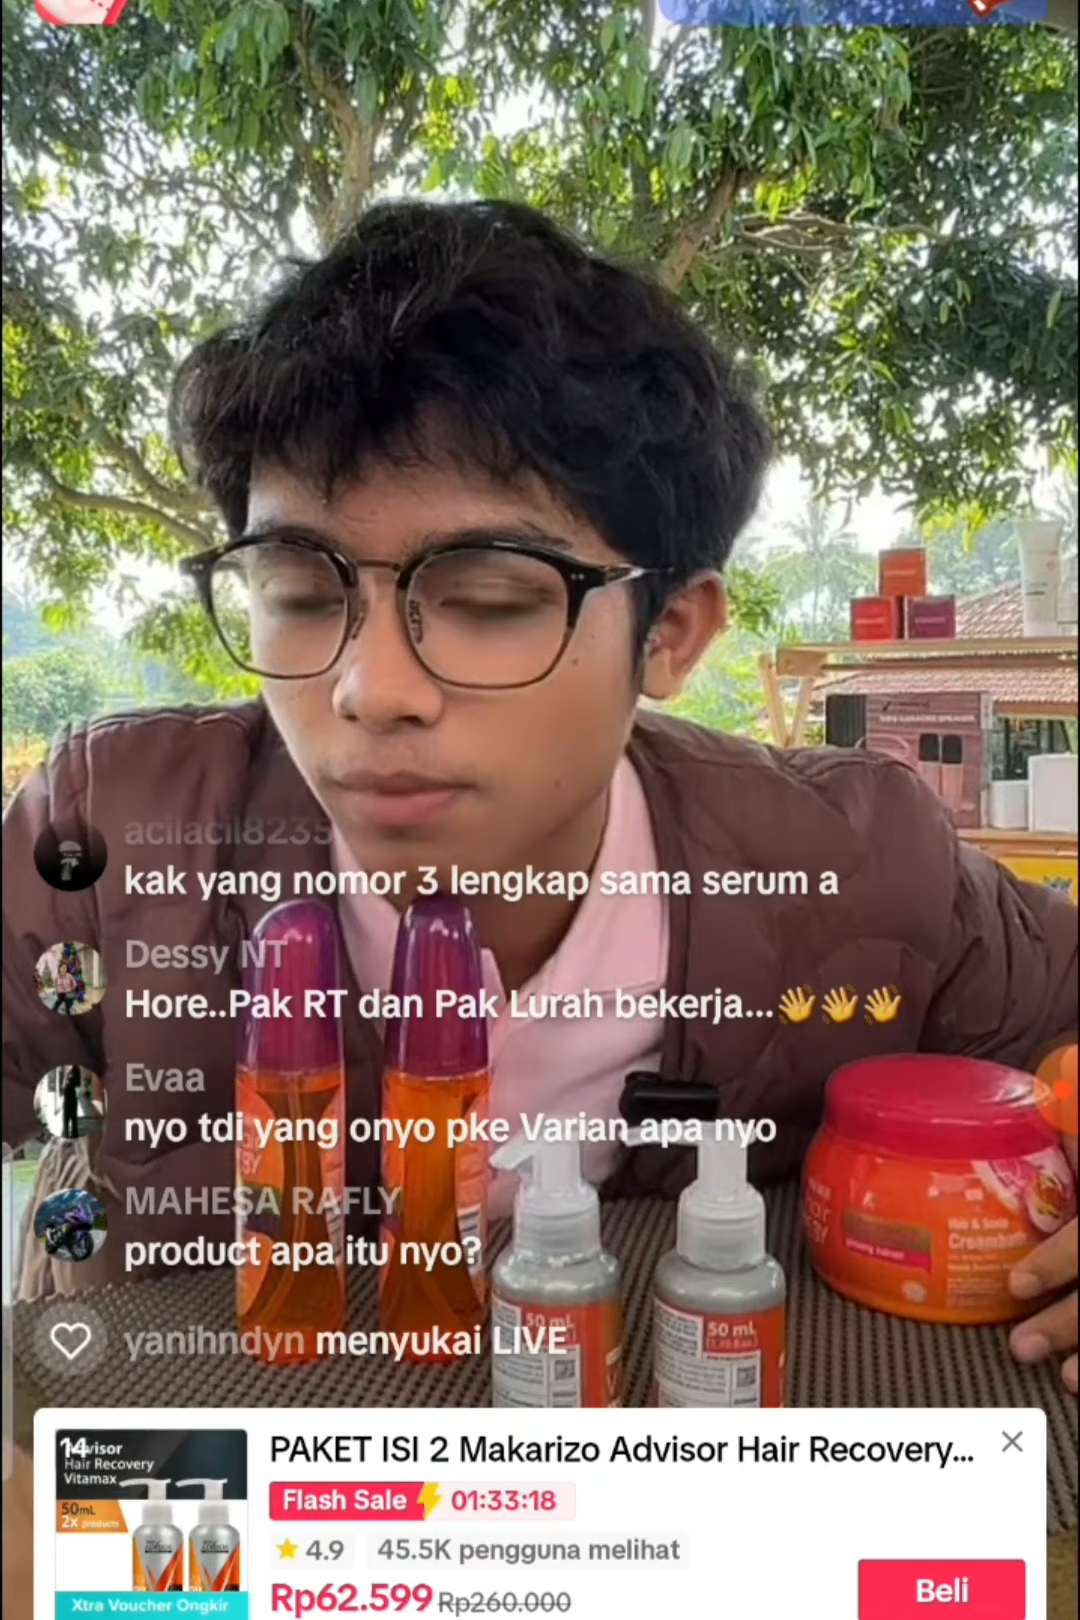 acilacil8235
kak yang nomor 3 lengkap sama serum a
Dessy NT
Hore..Pak RT dan Pak Lurah bekerja...👋👋👋
Evaa
nyo tdi yang onyo pke Varian apa nyo
MAHESA RAFLY
product apa itu nyo?
yanihndyn menyukai LIVE
50 mL
50 mL
Hair & Scalp
Creambath
14
Advisor
Hair Recovery
Vitamax
50mL
2x products
Xtra Voucher Ongkir
PAKET ISI 2 Makarizo Advisor Hair Recovery...
Flash Sale 01:33:18
4.9 45.5K pengguna melihat
Rp62.599 Rp260.000
Beli